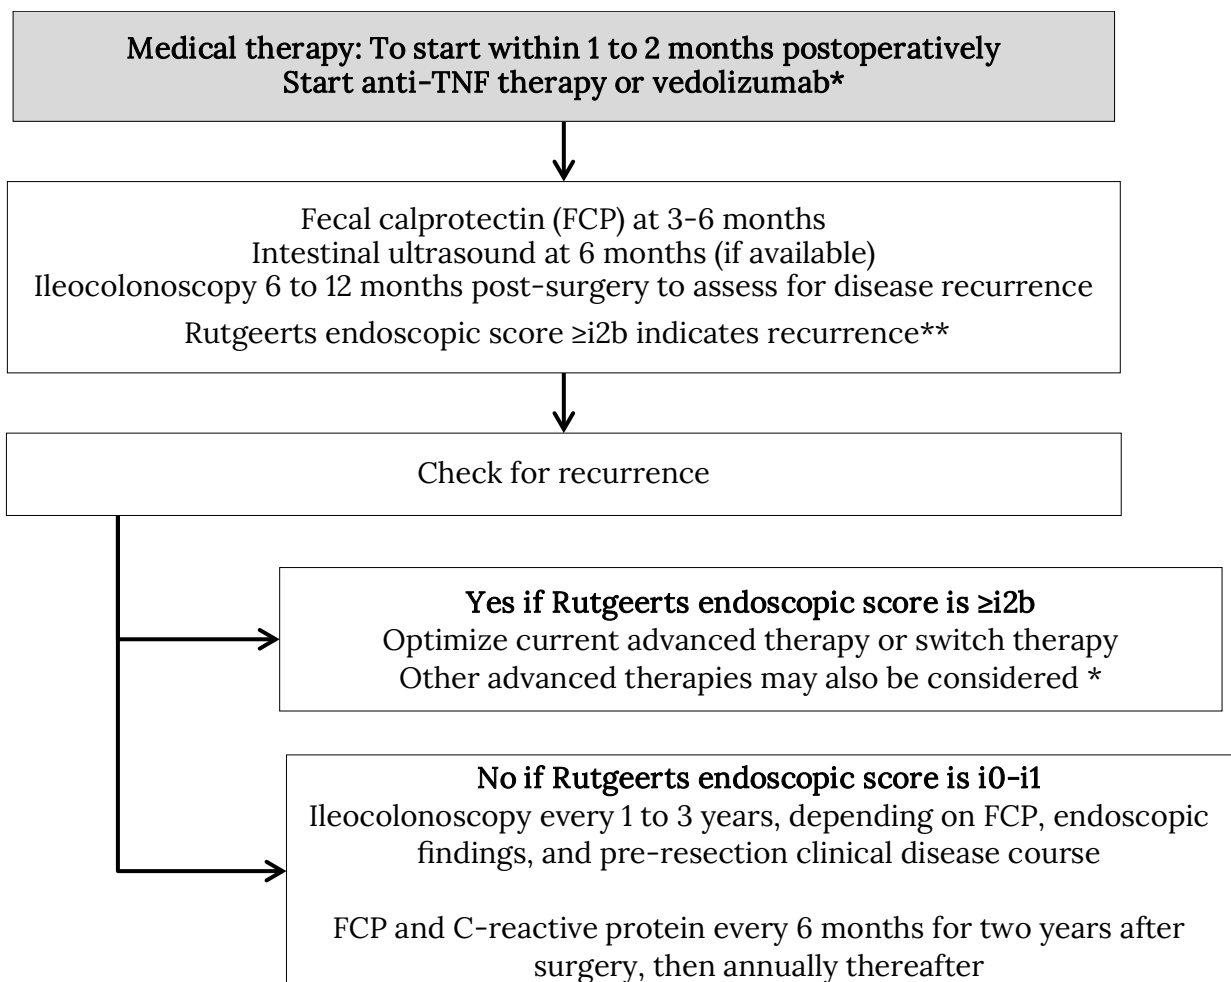 Medical therapy: To start within 1 to 2 months postoperatively
Start anti-TNF therapy or vedolizumab*
Fecal calprotectin (FCP) at 3-6 months
Intestinal ultrasound at 6 months (if available)
Ileocolonoscopy 6 to 12 months post-surgery to assess for disease recurrence
Rutgeerts endoscopic score ≥i2b indicates recurrence**
Check for recurrence
Yes if Rutgeerts endoscopic score is ≥i2b
Optimize current advanced therapy or switch therapy
Other advanced therapies may also be considered *
No if Rutgeerts endoscopic score is i0-i1
Ileocolonoscopy every 1 to 3 years, depending on FCP, endoscopic
findings, and pre-resection clinical disease course
FCP and C-reactive protein every 6 months for two years after
surgery, then annually thereafter